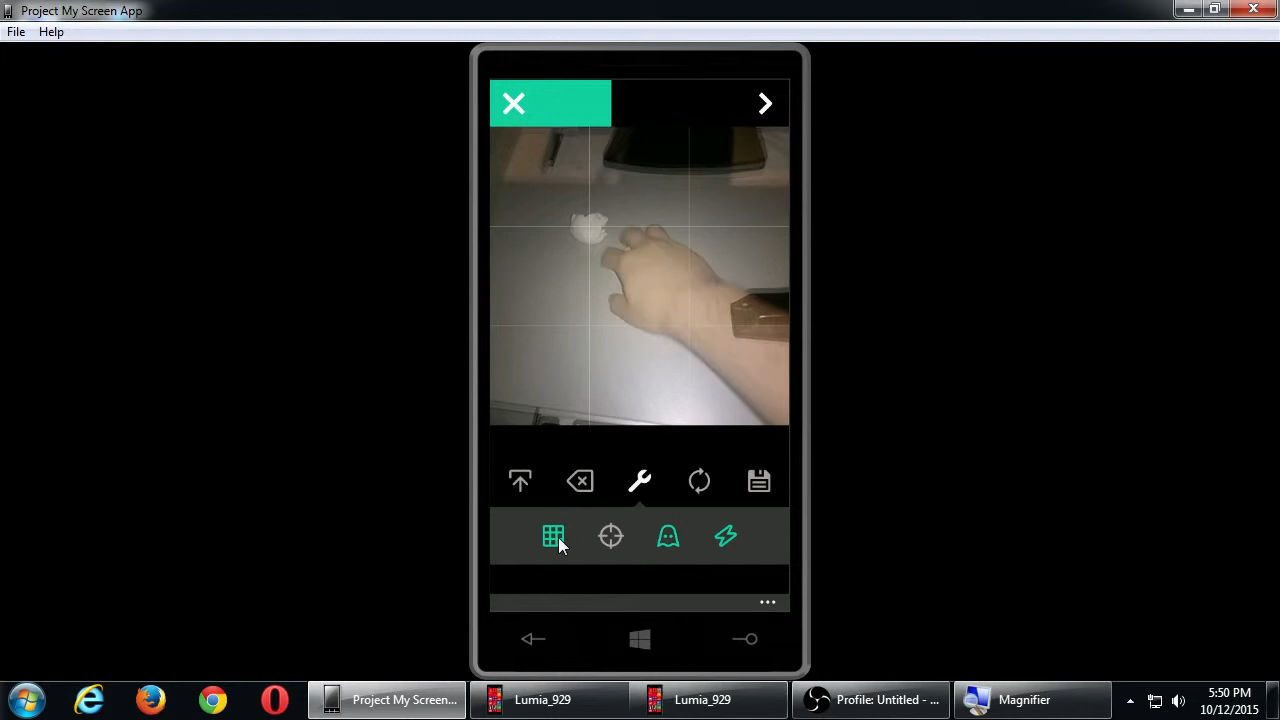 Project My Screen App
File Help
Project My Screen...
Lumia_929
Lumia_929
Profile: Untitled - ...
Magnifier
5:50 PM
10/12/2015